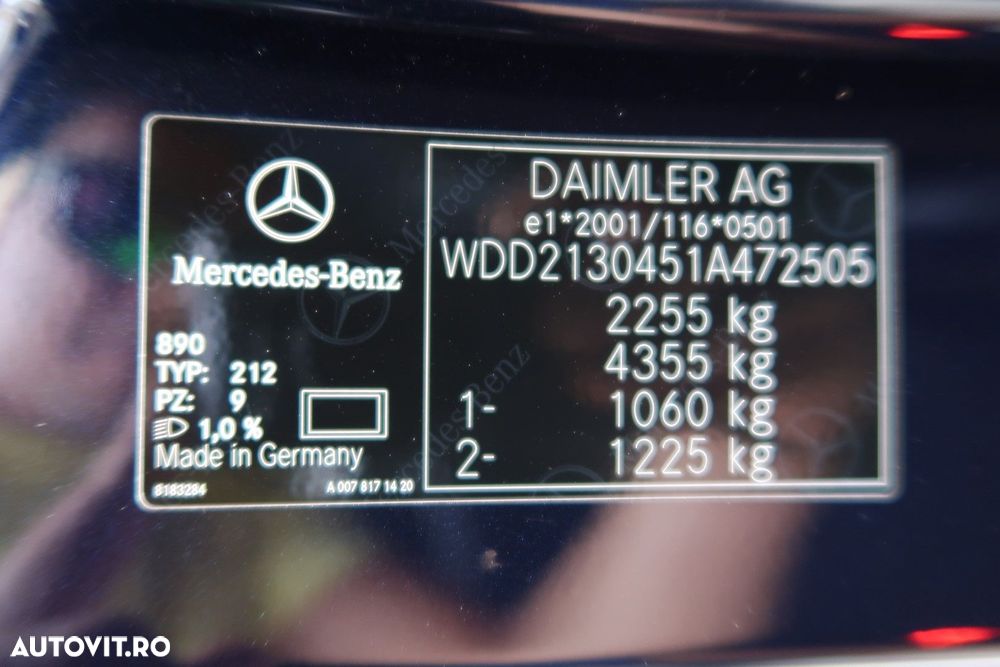 Mercedes-Benz
890
TYP: 212
PZ: 9
1,0 %
Made in Germany
8183284
A 007 817 14 20
DAIMLER AG
e1*2001/116*0501
WDD2130451A472505
2255 kg
4355 kg
1- 1060 kg
2- 1225 kg
AUTOVIT.RO